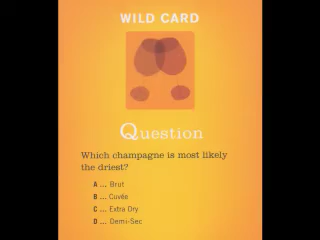 WILD CARD
Question
Which champagne is most likely
the driest?
A ... Brut
B ... Cuvée
C ... Extra Dry
D ... Demi-Sec